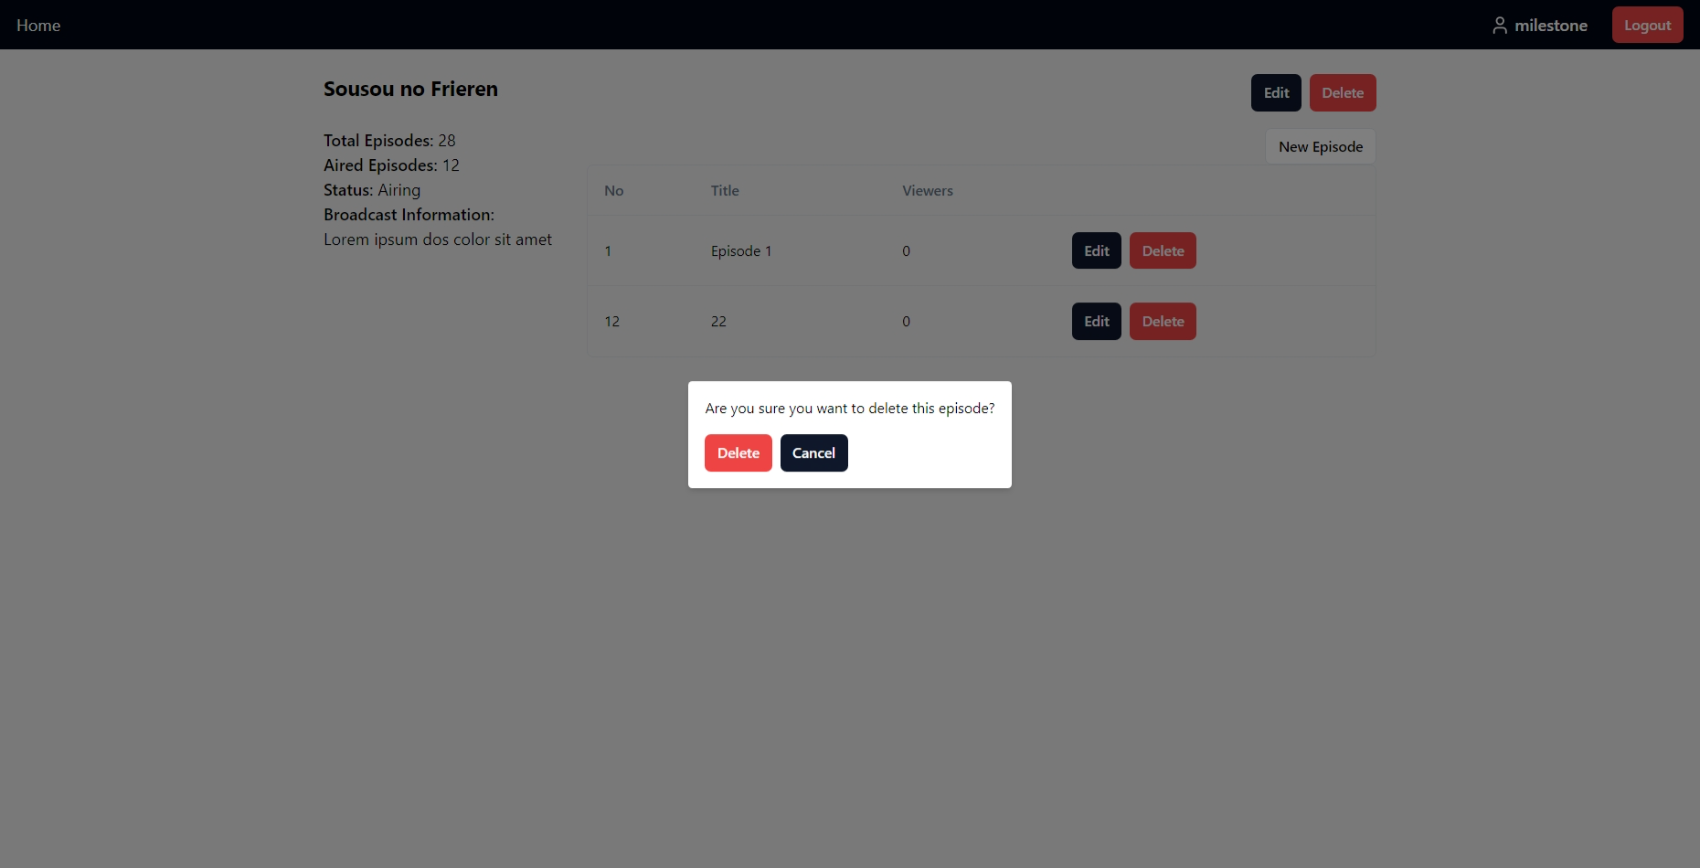 Home
milestone
Logout
Sousou no Frieren
Edit
Delete
Total Episodes: 28
Aired Episodes: 12
Status: Airing
Broadcast Information:
Lorem ipsum dos color sit amet
New Episode
No Title Viewers
1 Episode 1 0 Edit Delete
12 22 0 Edit Delete
Are you sure you want to delete this episode?
Delete
Cancel